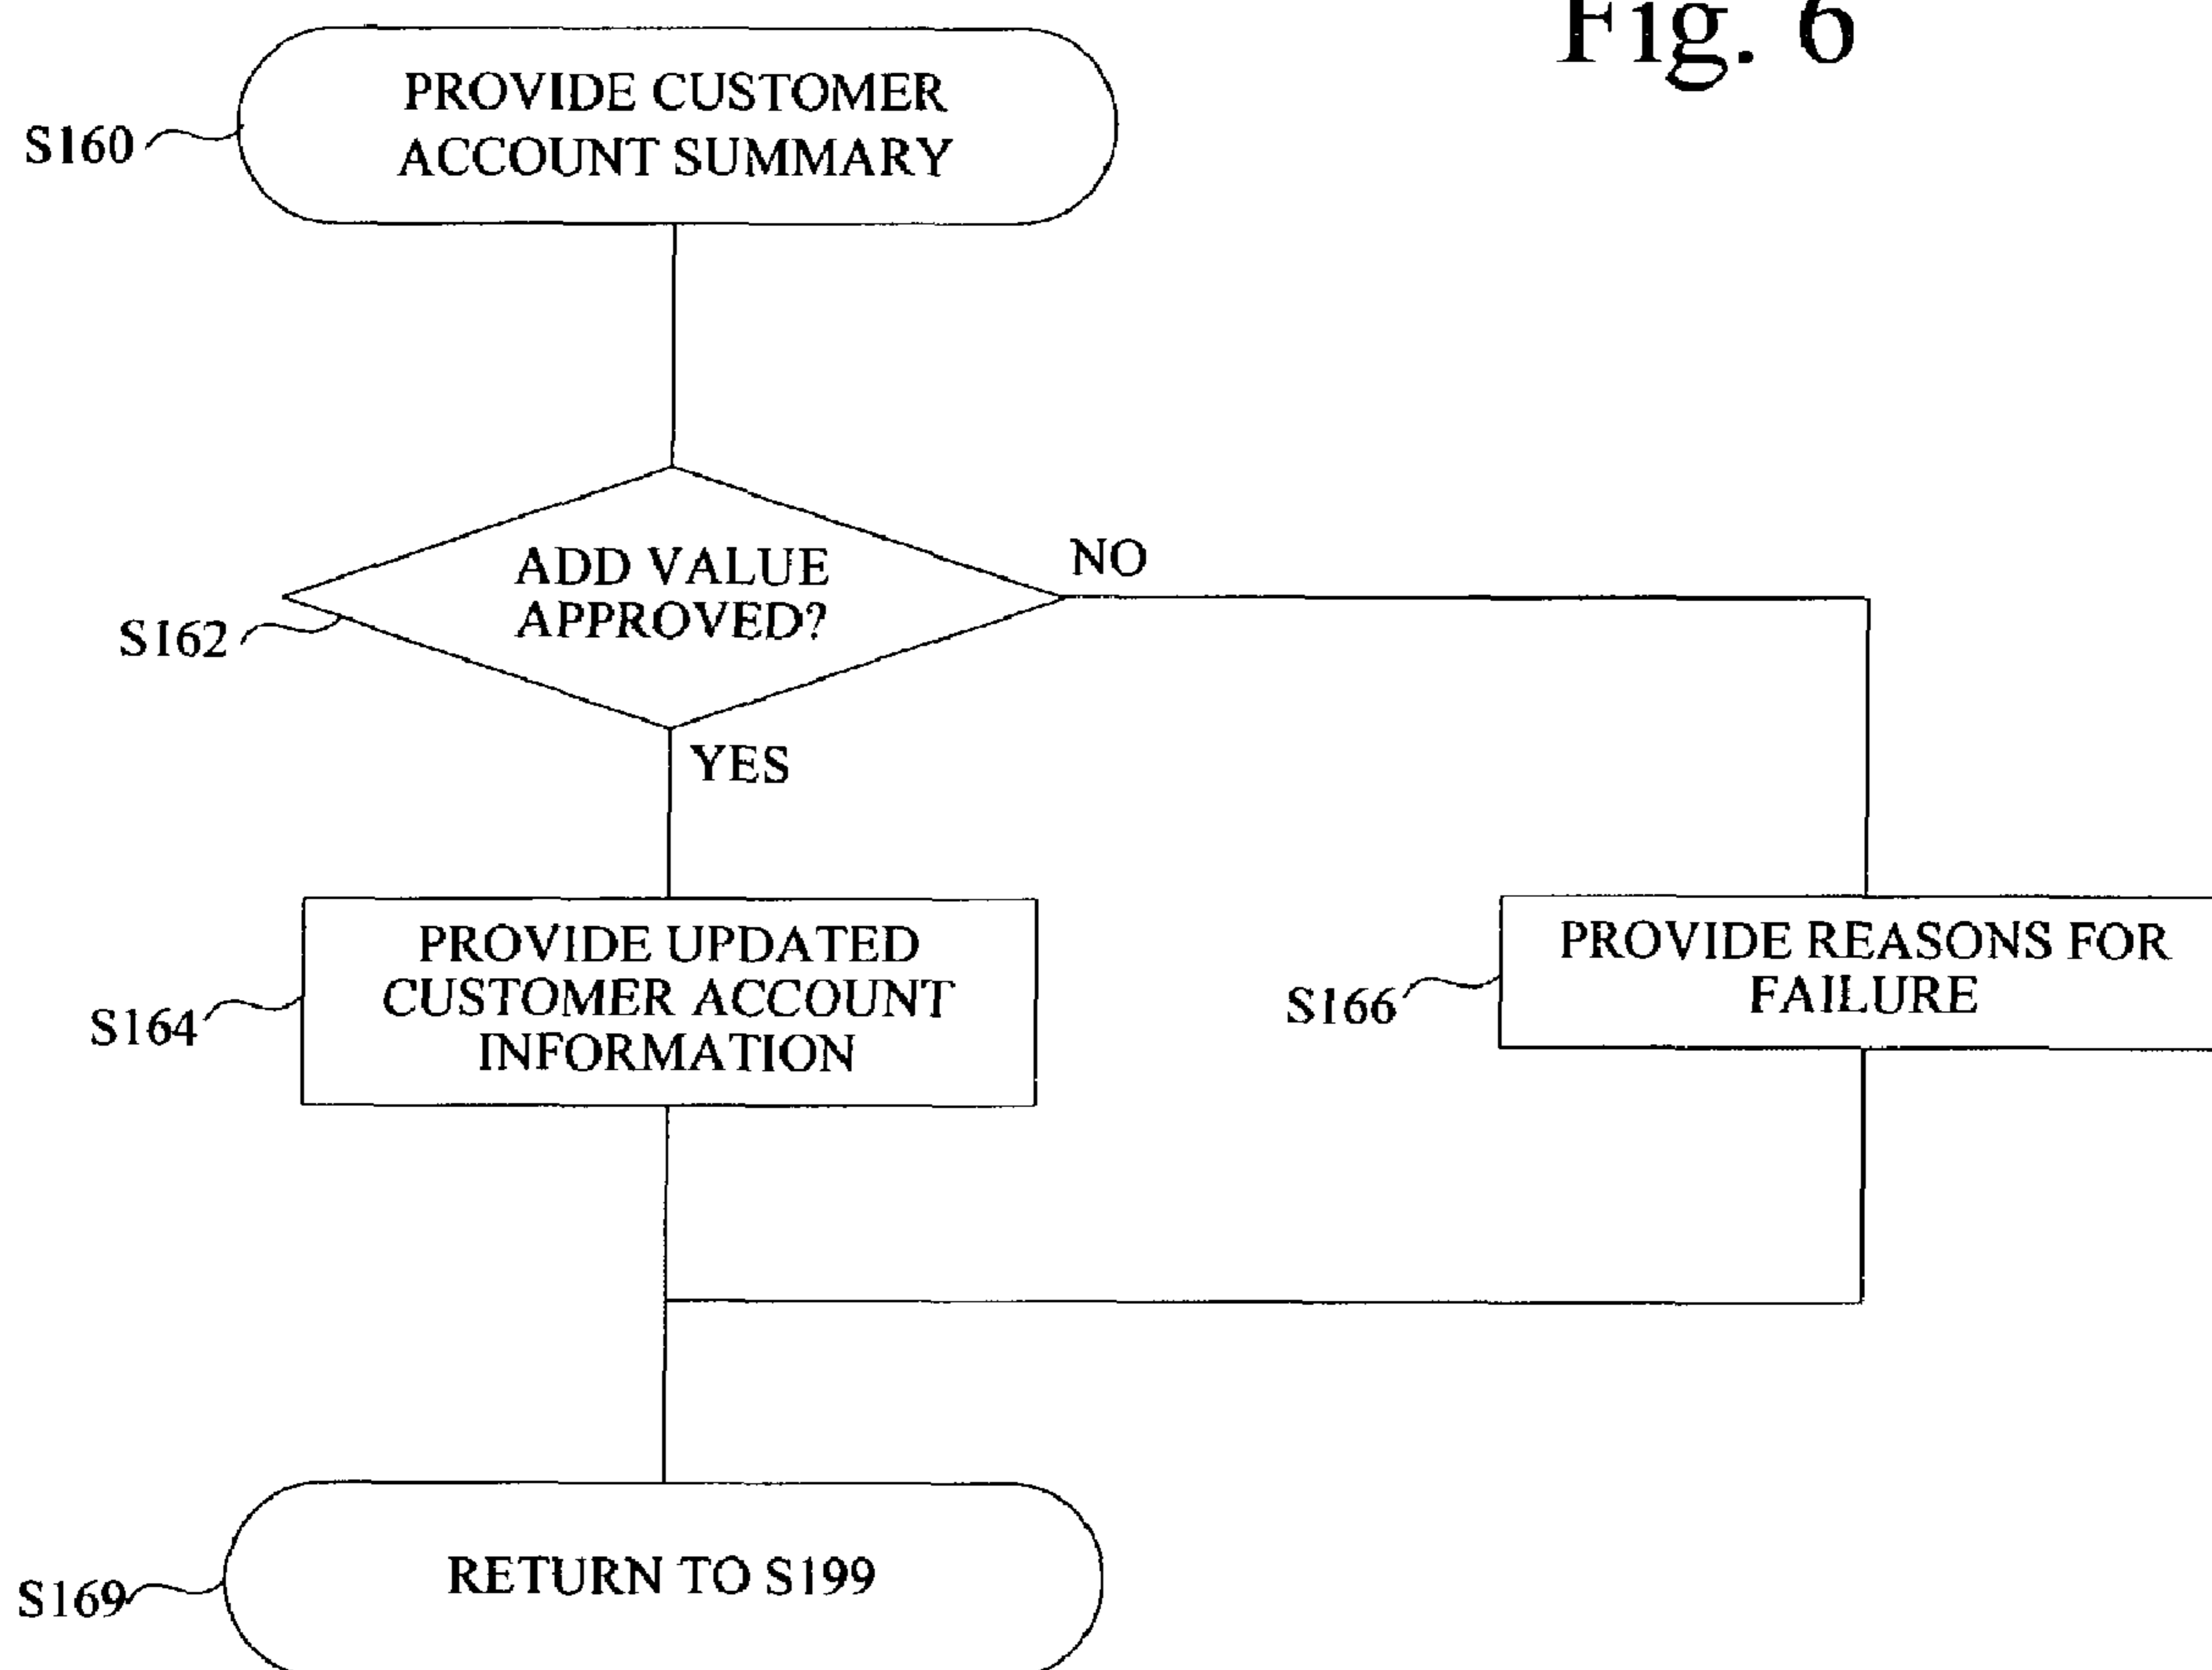 Fig. 6
PROVIDE CUSTOMER
ACCOUNT SUMMARY
S160
ADD VALUE
APPROVED?
NO
S162
YES
PROVIDE UPDATED
CUSTOMER ACCOUNT
INFORMATION
S164
PROVIDE REASONS FOR
FAILURE
S166
RETURN TO S199
S169